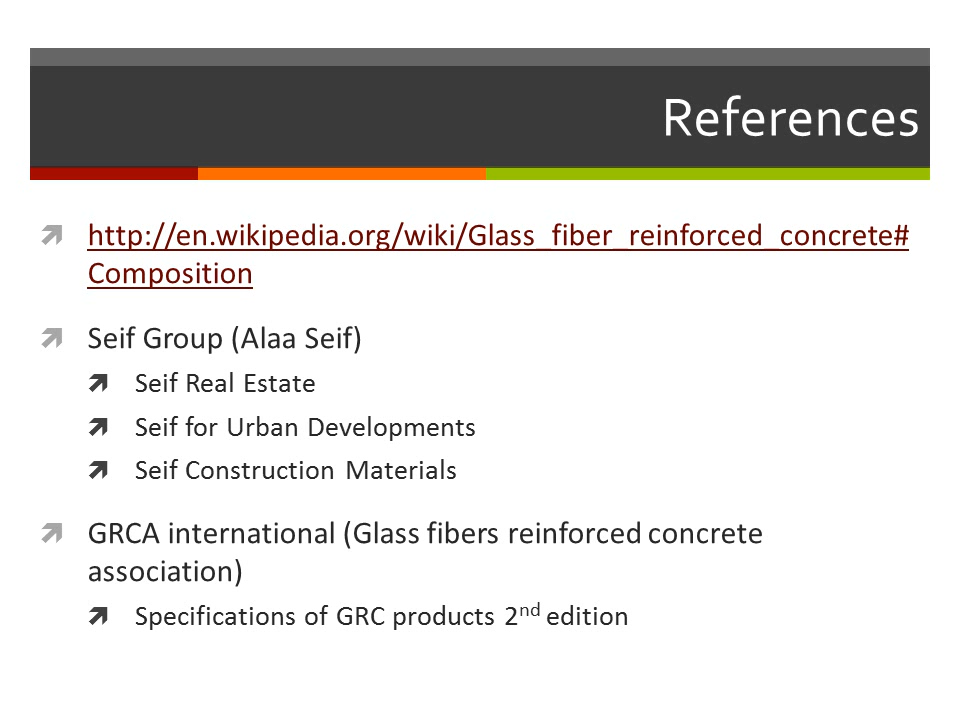 References
http://en.wikipedia.org/wiki/Glass_fiber_reinforced_concrete#
Composition
Seif Group (Alaa Seif)
Seif Real Estate
Seif for Urban Developments
Seif Construction Materials
GRCA international (Glass fibers reinforced concrete
association)
Specifications of GRC products 2nd edition